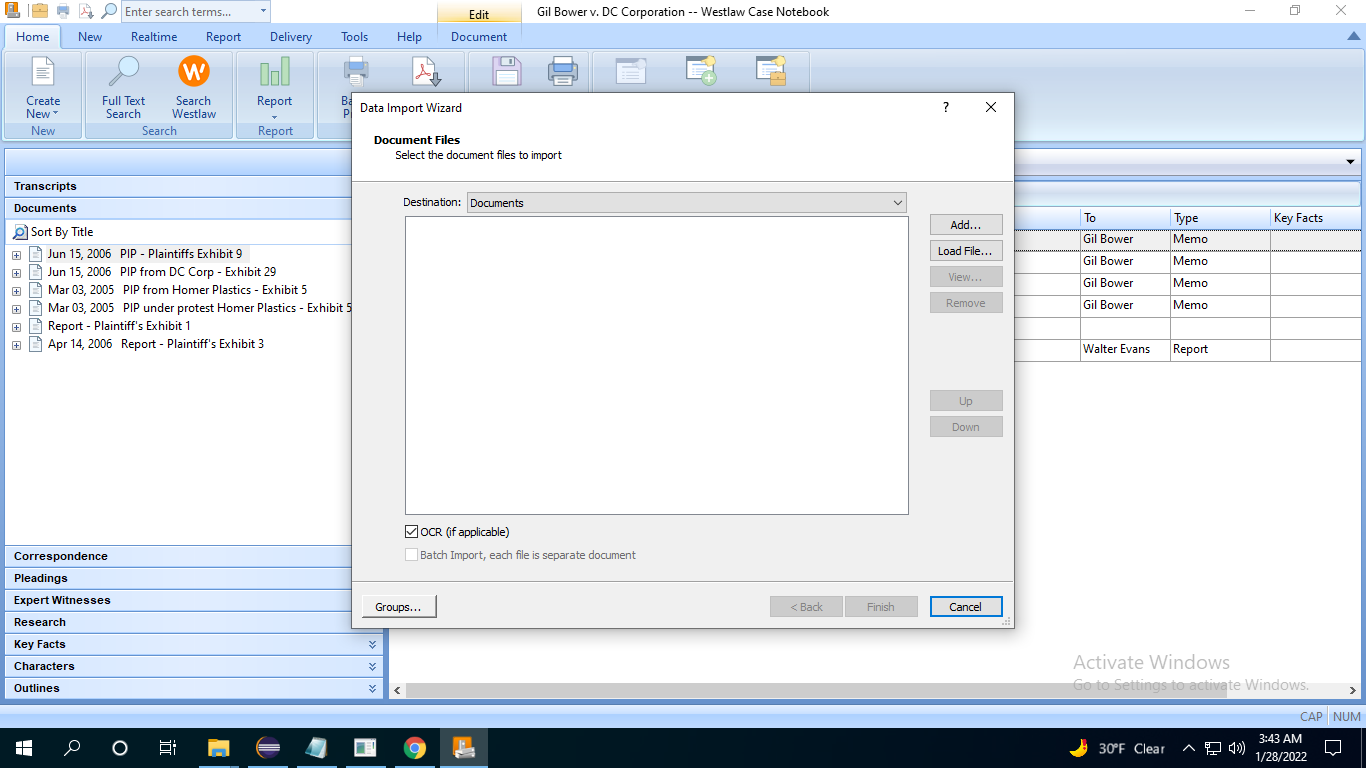 Enter search terms...
Edit
Gil Bower v. DC Corporation -- Westlaw Case Notebook
Home
New
Realtime
Report
Delivery
Tools
Help
Document
Create New
Full Text Search
Search Westlaw
Report
New
Search
Report
Data Import Wizard
?
Document Files
Select the document files to import
Destination:
Documents
Add...
Load File...
View...
Remove
Up
Down
OCR (if applicable)
Batch Import, each file is separate document
Groups...
< Back
Finish
Cancel
Transcripts
Documents
Sort By Title
Jun 15, 2006 PIP - Plaintiffs Exhibit 9
Jun 15, 2006 PIP from DC Corp - Exhibit 29
Mar 03, 2005 PIP from Homer Plastics - Exhibit 5
Mar 03, 2005 PIP under protest Homer Plastics - Exhibit 5
Report - Plaintiff's Exhibit 1
Apr 14, 2006 Report - Plaintiff's Exhibit 3
Correspondence
Pleadings
Expert Witnesses
Research
Key Facts
Characters
Outlines
To Type Key Facts
Gil Bower Memo
Gil Bower Memo
Gil Bower Memo
Gil Bower Memo
Walter Evans Report
Activate Windows
Go to Settings to activate Windows.
CAP NUM
30°F Clear
3:43 AM
1/28/2022